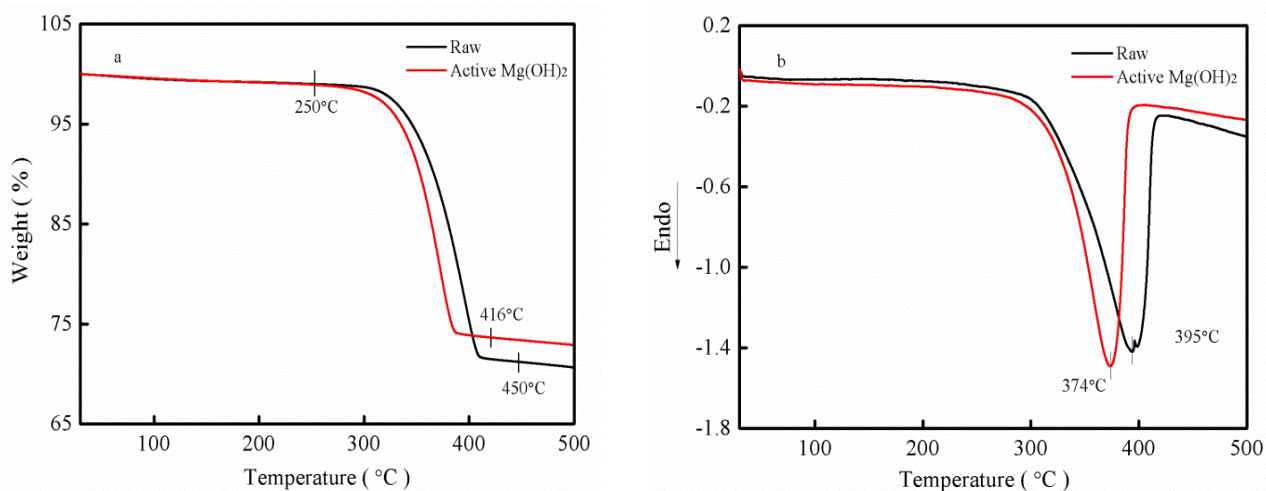 105
95
85
75
65
Weight ( % )
a
Raw
Active Mg(OH)2
250°C
416°C
450°C
100
200
300
400
500
Temperature ( °C )
-0.2
-0.2
-0.6
-1.0
-1.4
-1.8
Endo
b
Raw
Active Mg(OH)2
374°C
395°C
100
200
300
400
500
Temperature ( °C )